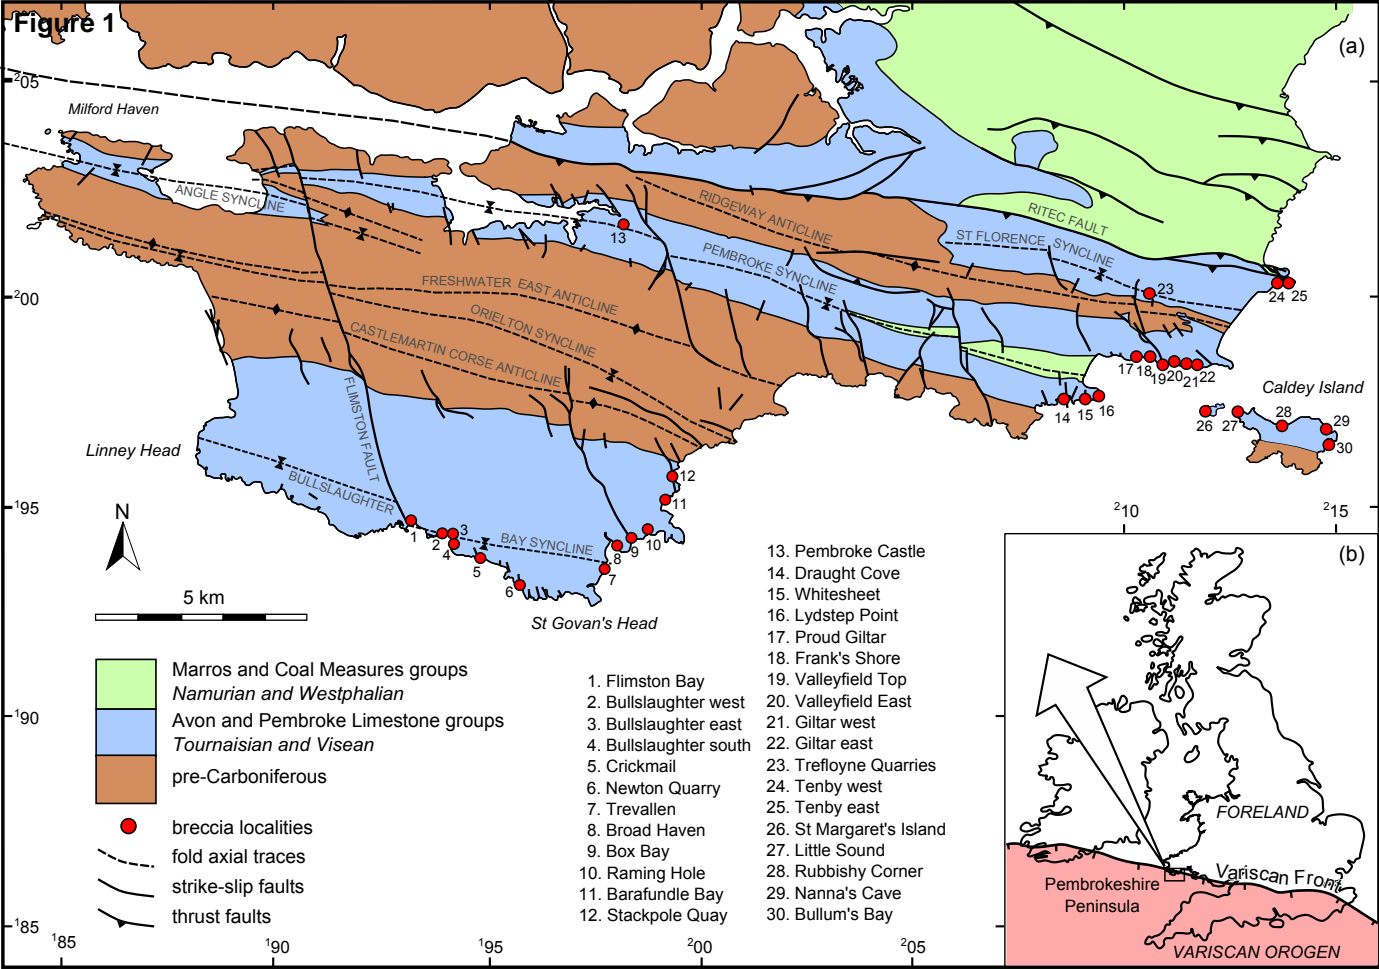 Figure 1
(a)
²05
Milford Haven
ANGLE SYNCLINE
RIDGEWAY ANTICLINE
RITEC FAULT
ST FLORENCE SYNCLINE
13
PEMBROKE SYNCLINE
²00
FRESHWATER EAST ANTICLINE
23
24
25
ORIELTON SYNCLINE
CASTLEMARTIN CORSE ANTICLINE
17
18
19
20
21
22
FLIMSTON FAULT
Caldey Island
14
15
16
26
27
28
29
30
Linney Head
BULLSLAUGHTER
BAY SYNCLINE
12
11
¹95
²10
²15
N
1
2
3
4
5
6
7
8
9
10
5 km
St Govan's Head
(b)
Marros and Coal Measures groups
Namurian and Westphalian
Avon and Pembroke Limestone groups
Tournaisian and Visean
pre-Carboniferous
breccia localities
fold axial traces
strike-slip faults
thrust faults
¹90
¹85
¹85
¹90
¹95
²00
²05
1. Flimston Bay
2. Bullslaughter west
3. Bullslaughter east
4. Bullslaughter south
5. Crickmail
6. Newton Quarry
7. Trevallen
8. Broad Haven
9. Box Bay
10. Raming Hole
11. Barafundle Bay
12. Stackpole Quay
13. Pembroke Castle
14. Draught Cove
15. Whitesheet
16. Lydstep Point
17. Proud Giltar
18. Frank's Shore
19. Valleyfield Top
20. Valleyfield East
21. Giltar west
22. Giltar east
23. Trefloyne Quarries
24. Tenby west
25. Tenby east
26. St Margaret's Island
27. Little Sound
28. Rubbishy Corner
29. Nanna's Cave
30. Bullum's Bay
FORELAND
Variscan Front
Pembrokeshire
Peninsula
VARISCAN OROGEN